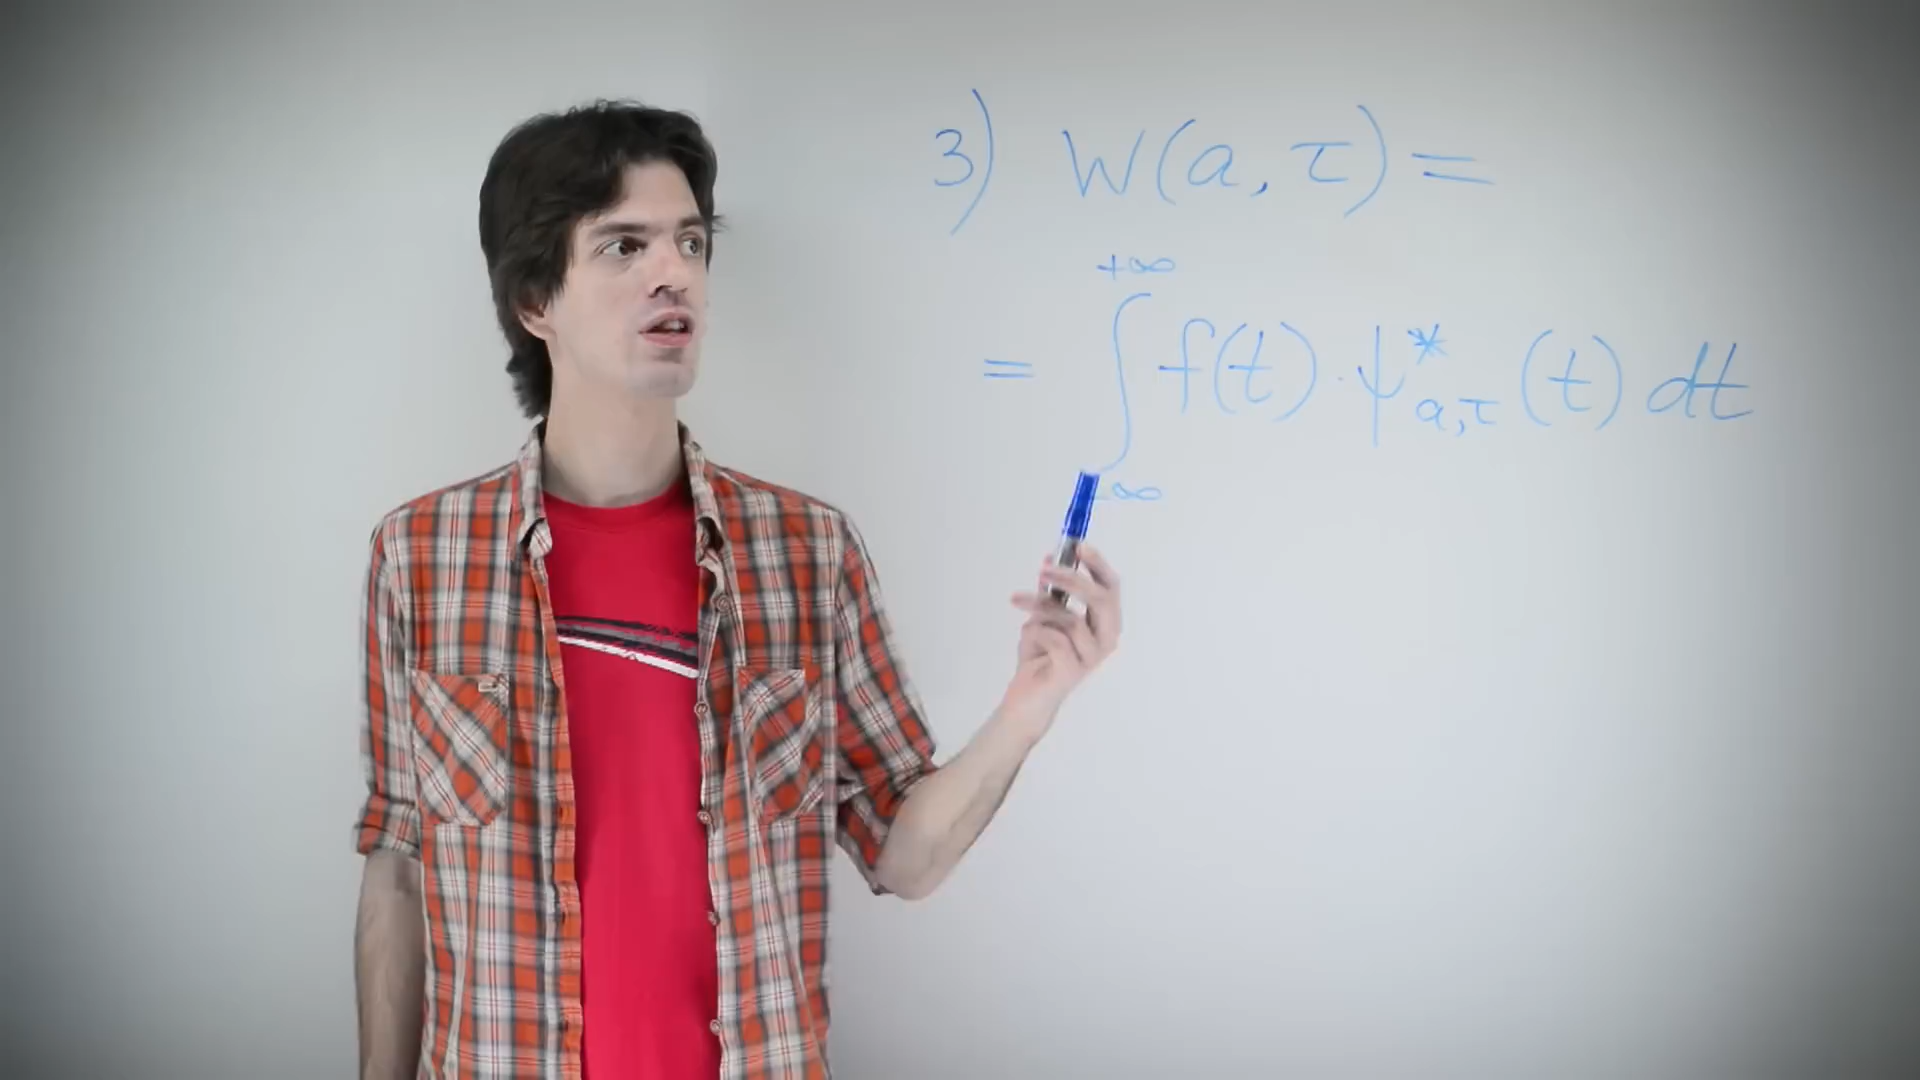 3) W(a, τ) =
+∞
= ∫ f(t) · ψ*a,τ (t) dt
-∞